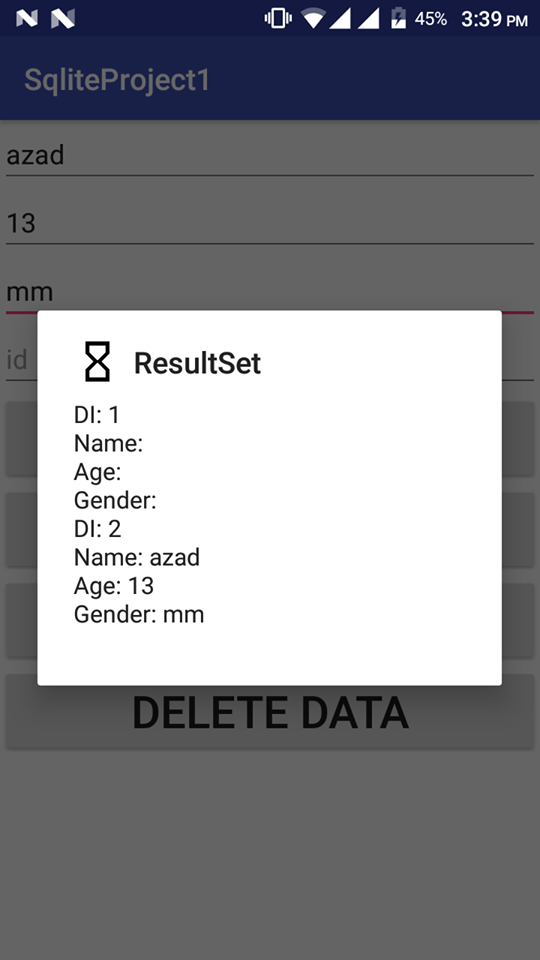 45% 3:39 PM
SqliteProject1
azad
13
mm
id
ResultSet
DI: 1
Name:
Age:
Gender:
DI: 2
Name: azad
Age: 13
Gender: mm
DELETE DATA